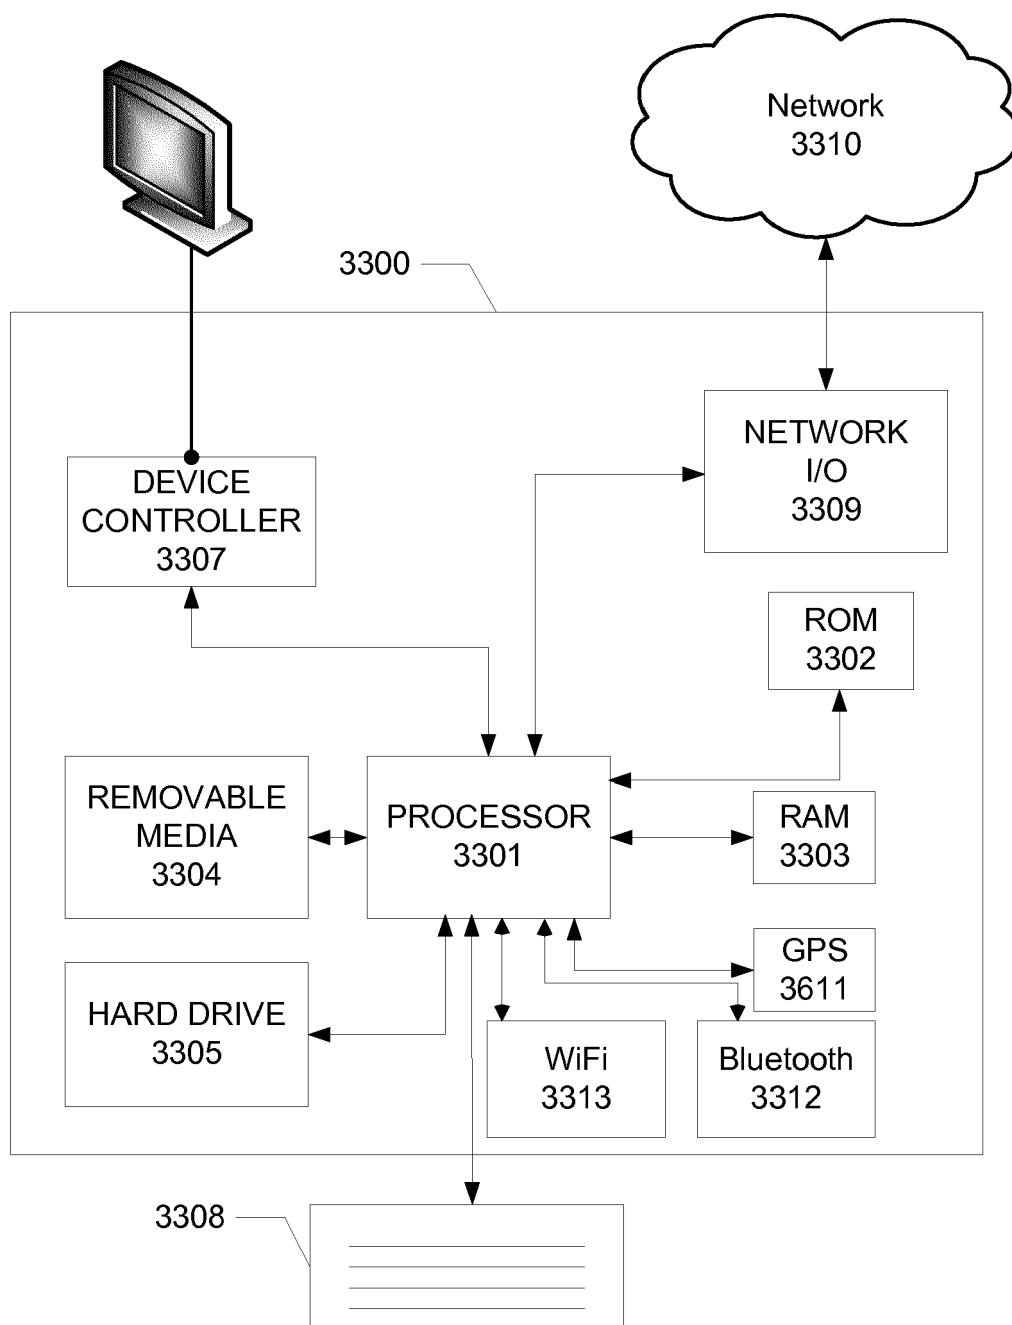 Network
3310
3300
NETWORK
I/O
3309
DEVICE
CONTROLLER
3307
ROM
3302
REMOVABLE
MEDIA
3304
PROCESSOR
3301
RAM
3303
GPS
3611
HARD DRIVE
3305
WiFi
3313
Bluetooth
3312
3308